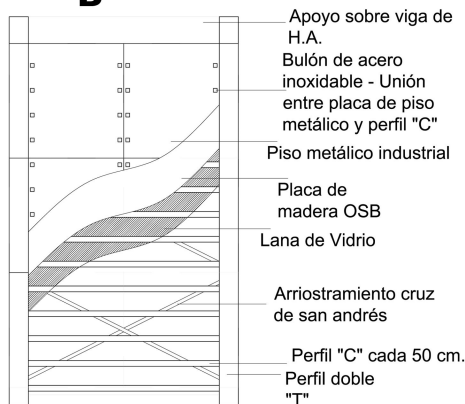 Apoyo sobre viga de
H.A.
Bulón de acero
inoxidable - Unión
entre placa de piso
metálico y perfil "C"
Piso metálico industrial
Placa de
madera OSB
Lana de Vidrio
Arriostramiento cruz
de san andrés
Perfil "C" cada 50 cm.
Perfil doble
"T"